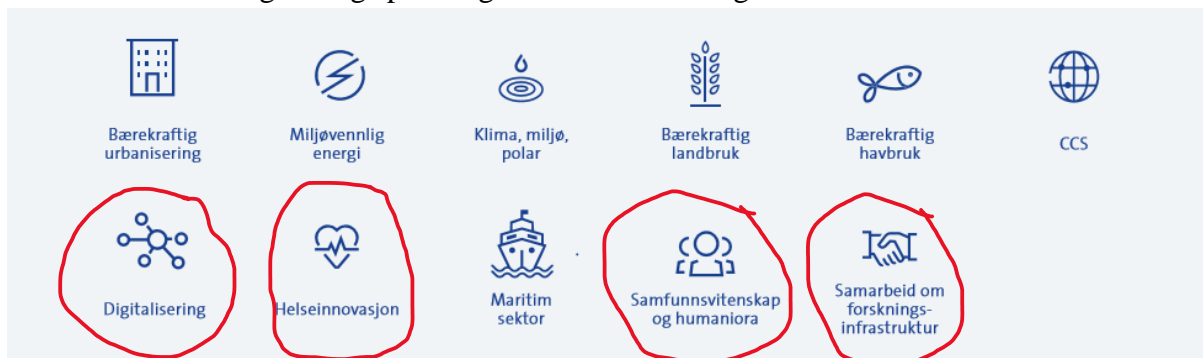 Bærekraftig
urbanisering
Miljøvennlig
energi
Klima, miljø,
polar
Bærekraftig
landbruk
Bærekraftig
havbruk
CCS
Digitalisering
Helseinnovasjon
Maritim
sektor
Samfunnsvitenskap
og humaniora
Samarbeid om
forsknings-
infrastruktur